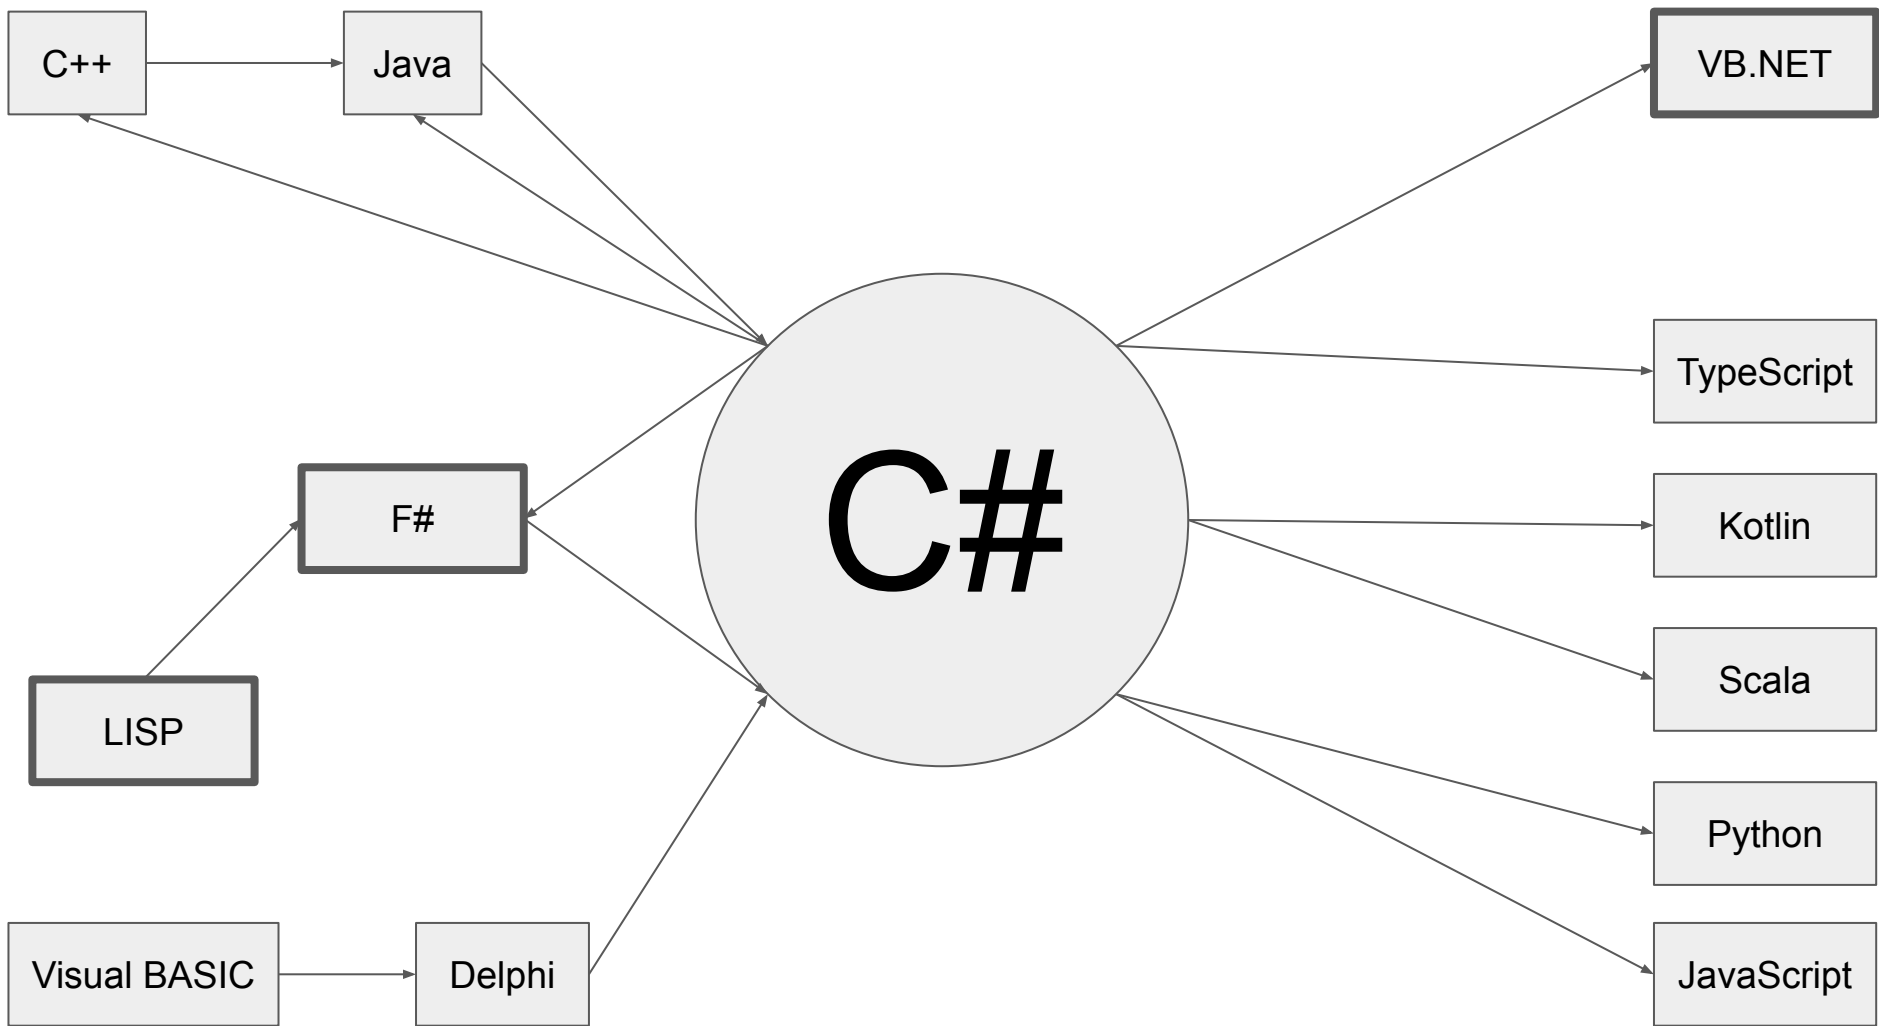 C++
Java
VB.NET
TypeScript
C#
F#
Kotlin
Scala
LISP
Python
Visual BASIC
Delphi
JavaScript